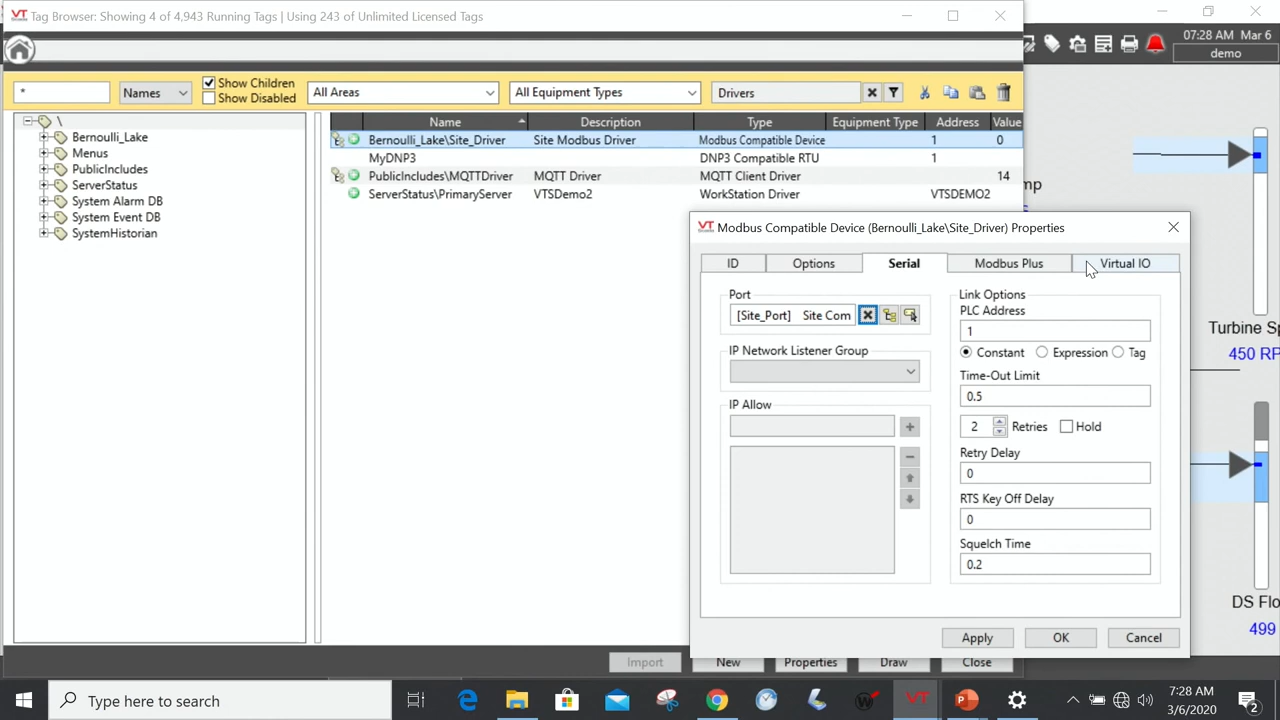 VT Tag Browser: Showing 4 of 4,943 Running Tags | Using 243 of Unlimited Licensed Tags
07:28 AM Mar 6
demo
*
Names
Show Children
Show Disabled
All Areas
All Equipment Types
Drivers
\
Bernoulli_Lake
Menus
PublicIncludes
ServerStatus
System Alarm DB
System Event DB
SystemHistorian
Name Description Type Equipment Type Address Value
Bernoulli_Lake\Site_Driver Site Modbus Driver Modbus Compatible Device 1 0
MyDNP3 DNP3 Compatible RTU 1
PublicIncludes\MQTTDriver MQTT Driver MQTT Client Driver 14
ServerStatus\PrimaryServer VTSDemo2 WorkStation Driver VTSDEMO2
mp
VT Modbus Compatible Device (Bernoulli_Lake\Site_Driver) Properties
ID Options Serial Modbus Plus Virtual IO
Port
[Site_Port] Site Com
IP Network Listener Group
IP Allow
Link Options
PLC Address
1
Constant Expression Tag
Time-Out Limit
0.5
2 Retries Hold
Retry Delay
0
RTS Key Off Delay
0
Squelch Time
0.2
Apply OK Cancel
Turbine Sp
450 RP
DS Flo
499
Import New Properties Draw Close
Type here to search
VT
7:28 AM
3/6/2020
2